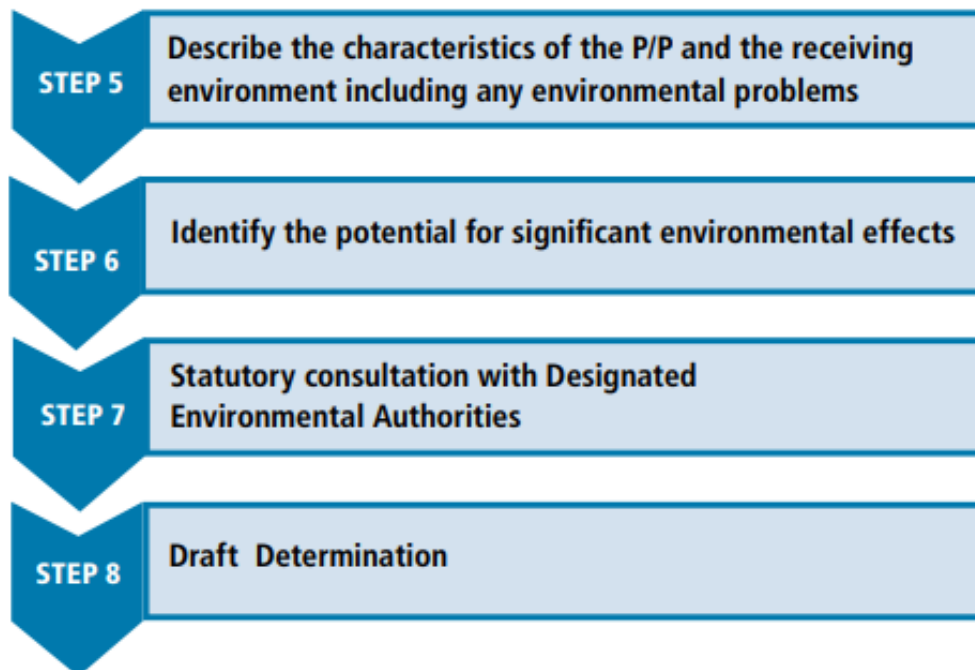 STEP 5
Describe the characteristics of the P/P and the receiving
environment including any environmental problems
STEP 6
Identify the potential for significant environmental effects
STEP 7
Statutory consultation with Designated
Environmental Authorities
STEP 8
Draft  Determination